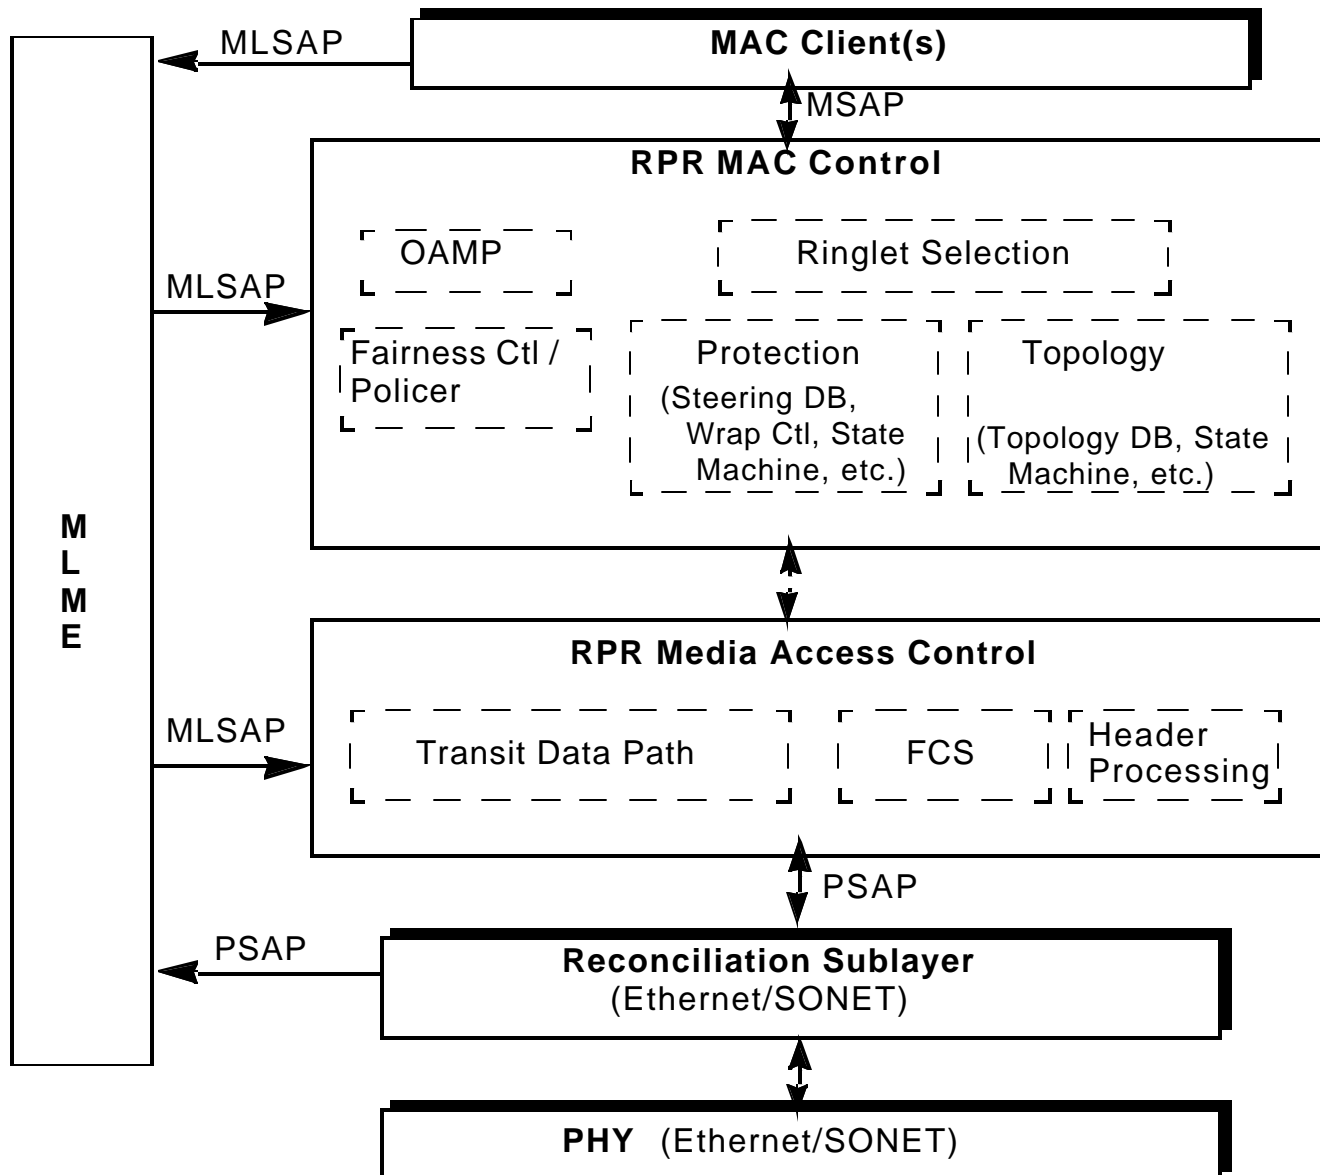 MLSAP
MAC Client(s)
MSAP
RPR MAC Control
OAMP
Ringlet Selection
MLSAP
Fairness Ctl /
Policer
Protection
(Steering DB,
Wrap Ctl, State
Machine, etc.)
Topology
(Topology DB, State
Machine, etc.)
M
L
M
E
RPR Media Access Control
MLSAP
Transit Data Path
FCS
Header
Processing
PSAP
PSAP
Reconciliation Sublayer
(Ethernet/SONET)
PHY (Ethernet/SONET)